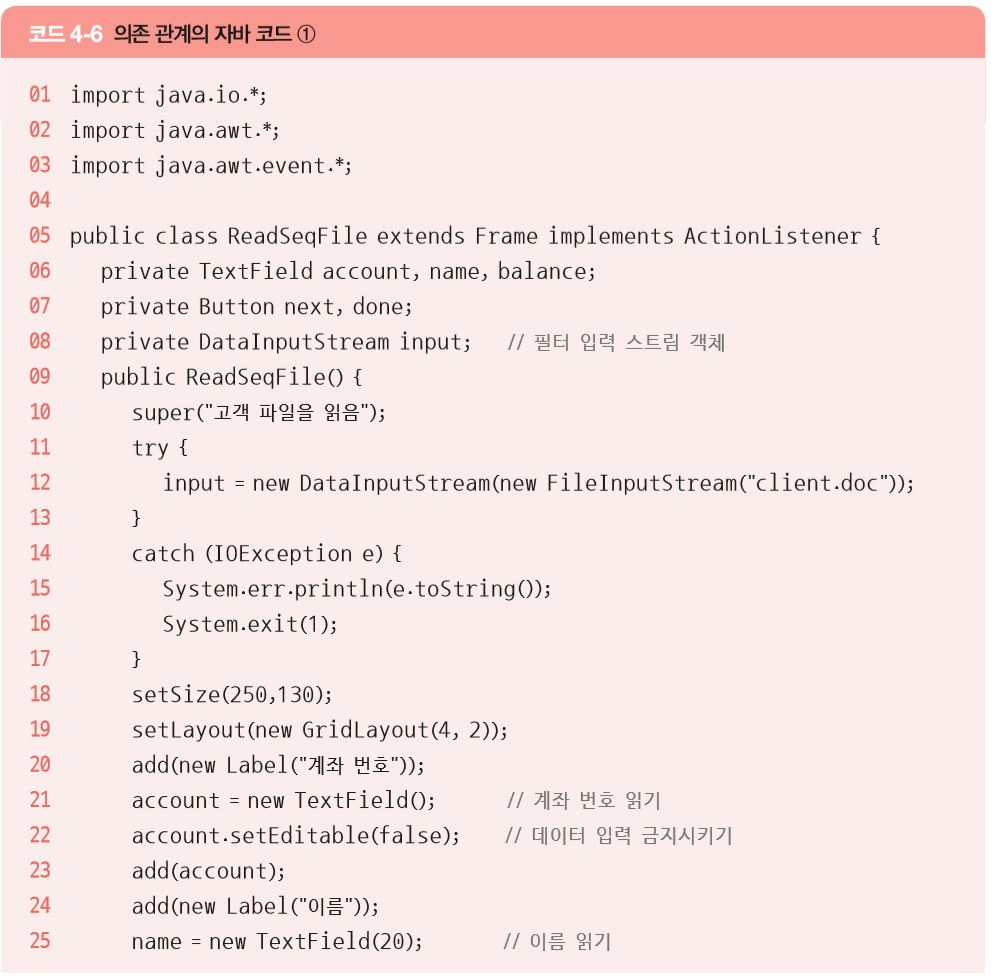 코드 4-6 의존 관계의 자바 코드 ①
01 import java.io.*;
02 import java.awt.*;
03 import java.awt.event.*;
04
05 public class ReadSeqFile extends Frame implements ActionListener {
06 private TextField account, name, balance;
07 private Button next, done;
08 private DataInputStream input; // 필터 입력 스트림 객체
09 public ReadSeqFile() {
10 super("고객 파일을 읽음");
11 try {
12 input = new DataInputStream(new FileInputStream("client.doc"));
13 }
14 catch (IOException e) {
15 System.err.println(e.toString());
16 System.exit(1);
17 }
18 setSize(250,130);
19 setLayout(new GridLayout(4, 2));
20 add(new Label("계좌 번호"));
21 account = new TextField(); // 계좌 번호 읽기
22 account.setEditable(false); // 데이터 입력 금지시키기
23 add(account);
24 add(new Label("이름"));
25 name = new TextField(20); // 이름 읽기